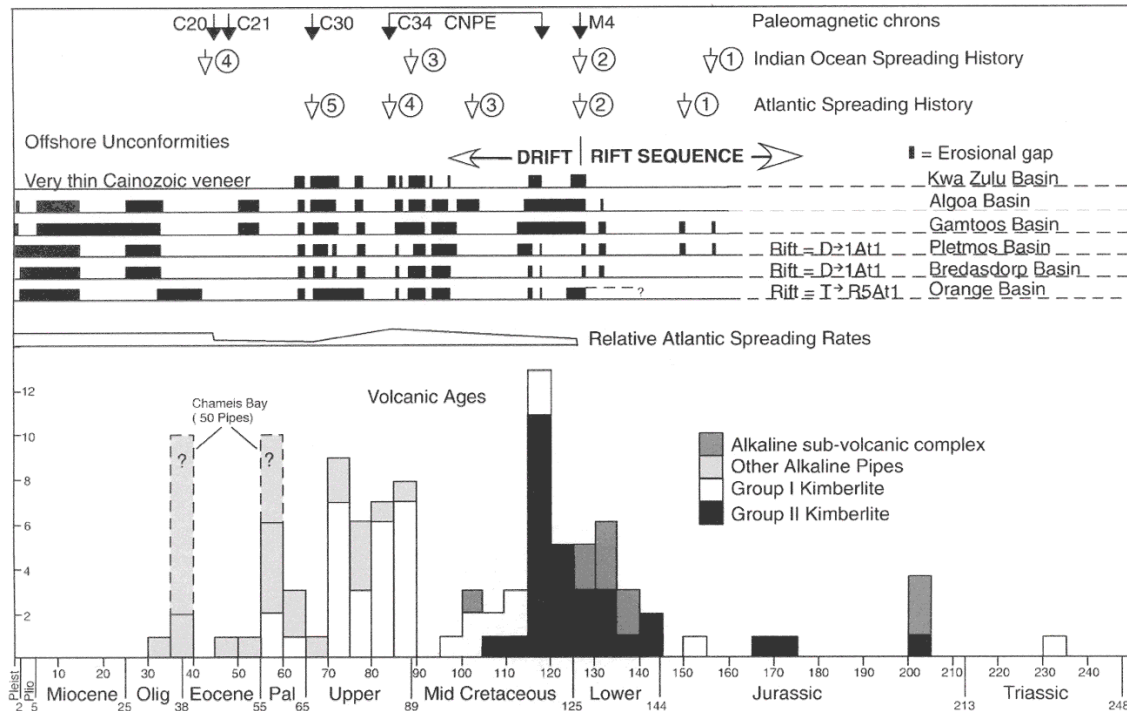 C20 C21 C30 C34 CNPE M4 Paleomagnetic chrons
4 3 2 1 Indian Ocean Spreading History
5 4 3 2 1 Atlantic Spreading History
Offshore Unconformities
DRIFT RIFT SEQUENCE = Erosional gap
Very thin Cainozoic veneer Kwa Zulu Basin
Algoa Basin
Gamtoos Basin
Rift = D→1At1 Pletmos Basin
Rift = D→1At1 Bredasdorp Basin
? Rift = T→R5At1 Orange Basin
Relative Atlantic Spreading Rates
12
Chameis Bay
( 50 Pipes)
Volcanic Ages
10
? ?
8
6
4
2
Alkaline sub-volcanic complex
Other Alkaline Pipes
Group I Kimberlite
Group II Kimberlite
10 20 30 40 50 60 70 80 90 100 110 120 130 140 150 160 170 180 190 200 210 220 230 240
Pleist Plio Miocene Olig Eocene Pal Upper Mid Cretaceous Lower Jurassic Triassic
2 5 25 38 55 65 89 125 144 213 248